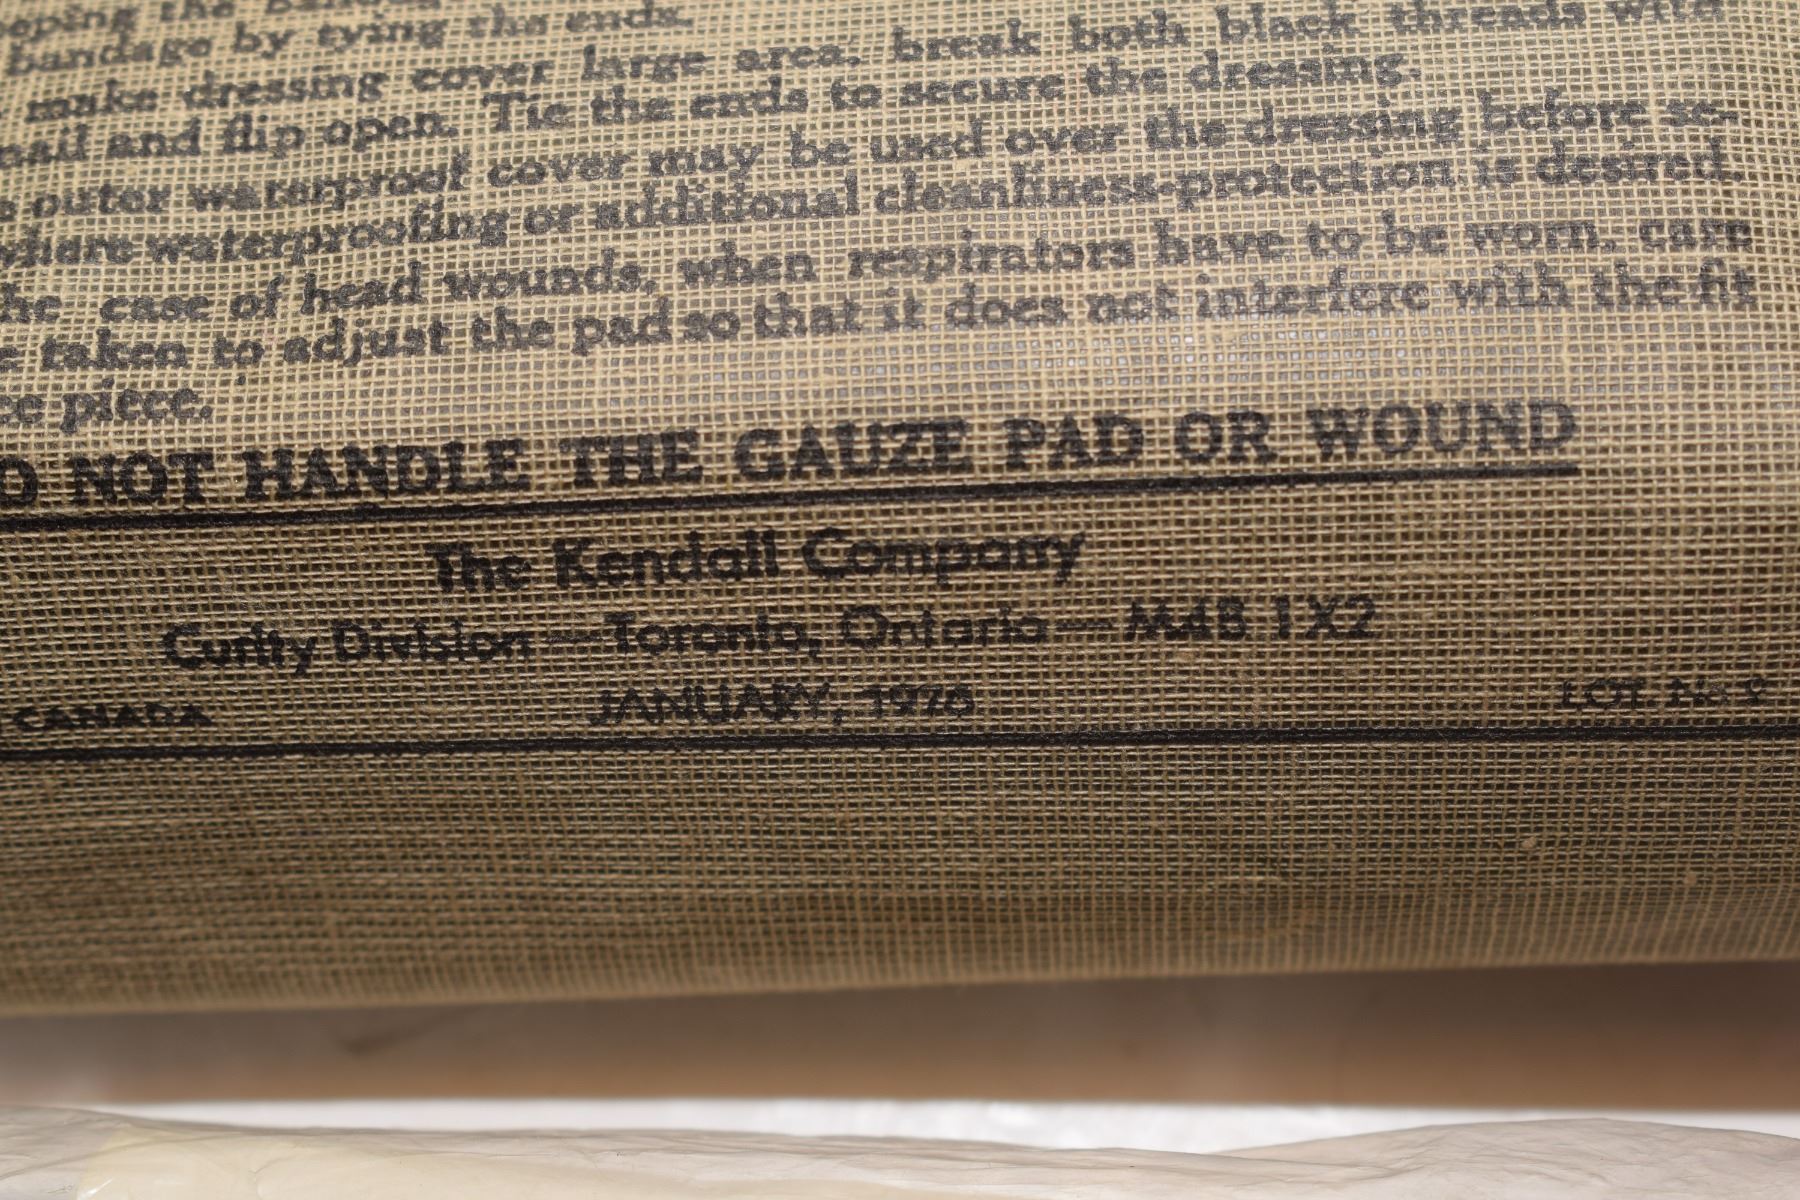 oping the
bandage by tying the ends.
make dressing cover large area, break both black threads with
nail and flip open. Tie the ends to secure the dressing.
outer waterproof cover may be used over the dressing before se-
where waterproofing or additional cleanliness-protection is desired.
he case of head wounds, when respirators have to be worn, care
e taken to adjust the pad so that it does not interfere with the fit
ce piece.
O NOT HANDLE THE GAUZE PAD OR WOUND
The Kendall Company
Curity Division — Toronto, Ontario — M4B 1X2
CANADA JANUARY, 1976 LOT. No.